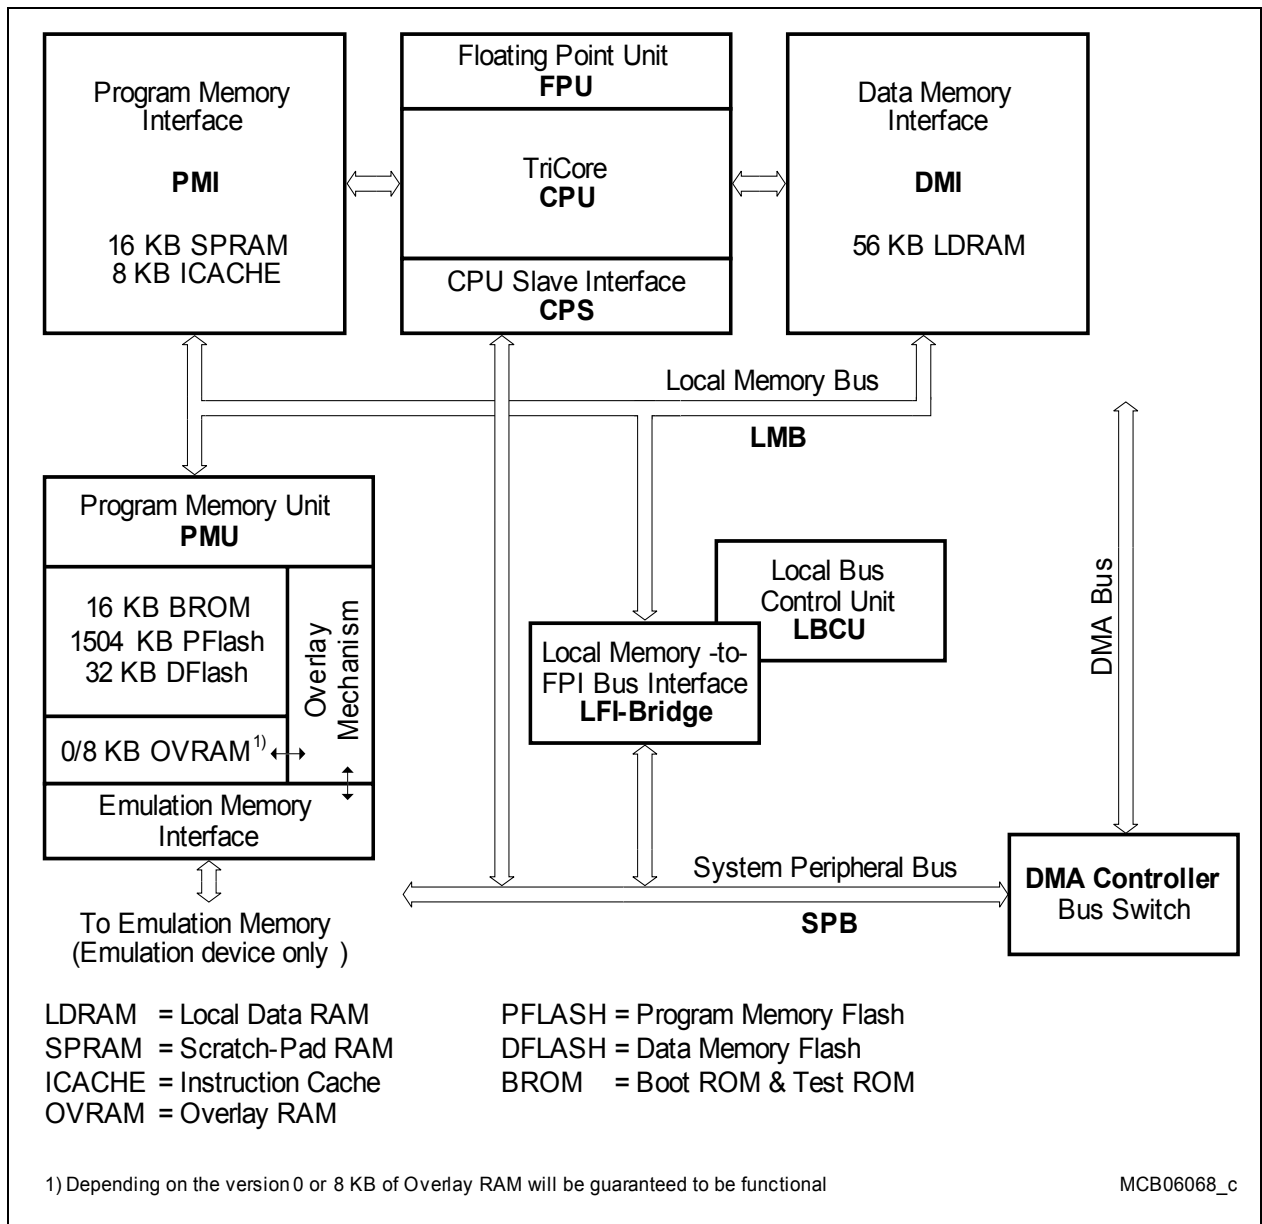 Program Memory
Interface
PMI
16 KB SPRAM
8 KB ICACHE
Floating Point Unit
FPU
TriCore
CPU
CPU Slave Interface
CPS
Data Memory
Interface
DMI
56 KB LDRAM
Local Memory Bus
LMB
Program Memory Unit
PMU
16 KB BROM
1504 KB PFlash
32 KB DFlash
Overlay
Mechanism
0/8 KB OVRAM 1)
Emulation Memory
Interface
To Emulation Memory
(Emulation device only )
Local Bus
Control Unit
LBCU
Local Memory -to-
FPI Bus Interface
LFI-Bridge
DMA Bus
System Peripheral Bus
SPB
DMA Controller
Bus Switch
LDRAM = Local Data RAM
SPRAM = Scratch-Pad RAM
ICACHE = Instruction Cache
OVRAM = Overlay RAM
PFLASH = Program Memory Flash
DFLASH = Data Memory Flash
BROM = Boot ROM & Test ROM
1) Depending on the version 0 or 8 KB of Overlay RAM will be guaranteed to be functional
MCB06068_c